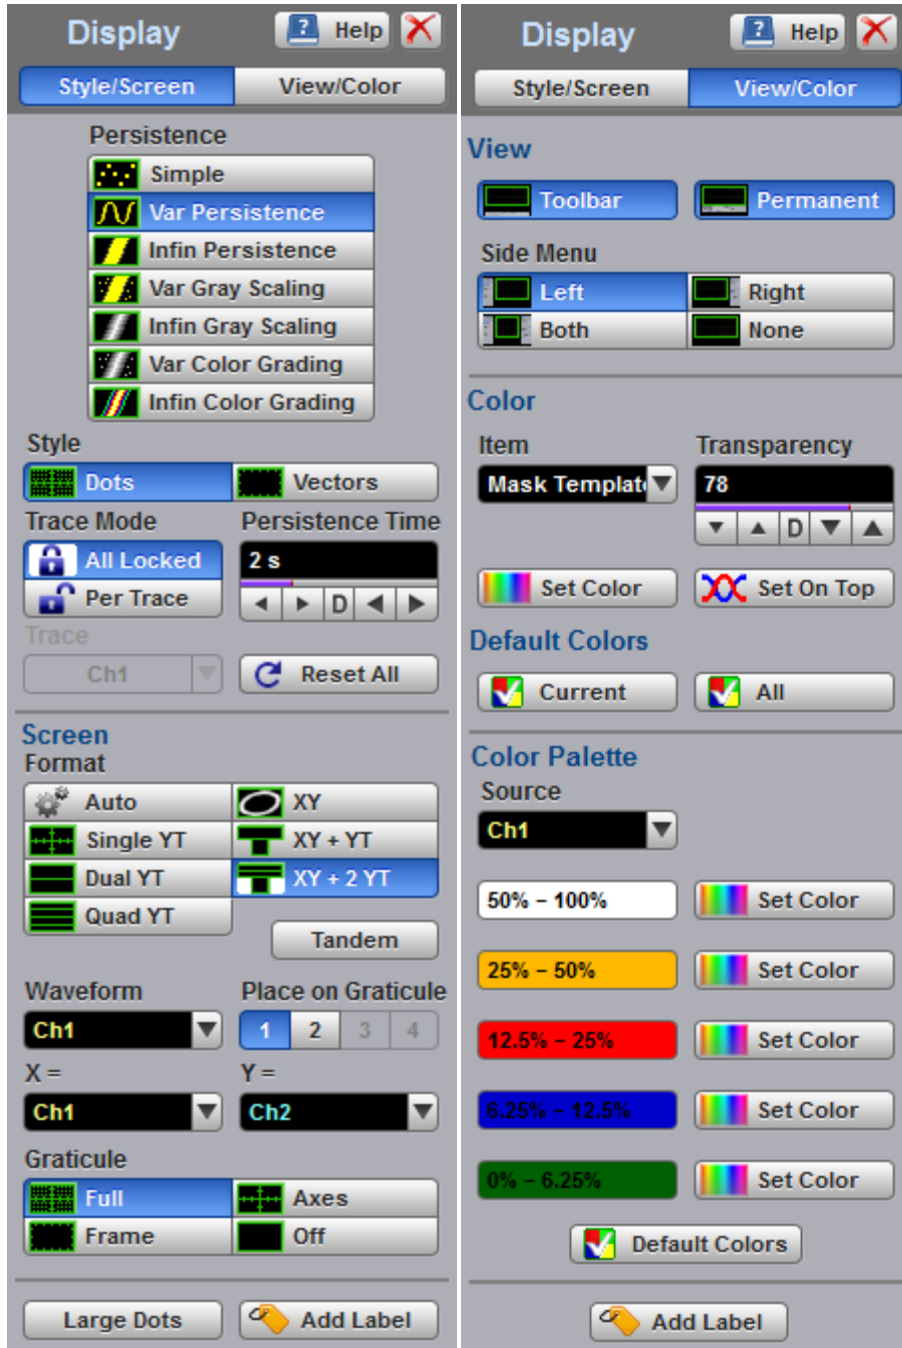 Display
? Help
Style/Screen View/Color
Persistence
Simple
Var Persistence
Infin Persistence
Var Gray Scaling
Infin Gray Scaling
Var Color Grading
Infin Color Grading
Style
Dots Vectors
Trace Mode Persistence Time
All Locked 2 s
Per Trace D
Trace
Ch1 Reset All
Screen
Format
Auto XY
Single YT XY + YT
Dual YT XY + 2 YT
Quad YT
Tandem
Waveform Place on Graticule
Ch1 1 2 3 4
X = Y =
Ch1 Ch2
Graticule
Full Axes
Frame Off
Large Dots Add Label
Display
? Help
Style/Screen View/Color
View
Toolbar Permanent
Side Menu
Left Right
Both None
Color
Item Transparency
Mask Template 78
D
Set Color Set On Top
Default Colors
Current All
Color Palette
Source
Ch1
50% – 100% Set Color
25% – 50% Set Color
12.5% – 25% Set Color
6.25% – 12.5% Set Color
0% – 6.25% Set Color
Default Colors
Add Label